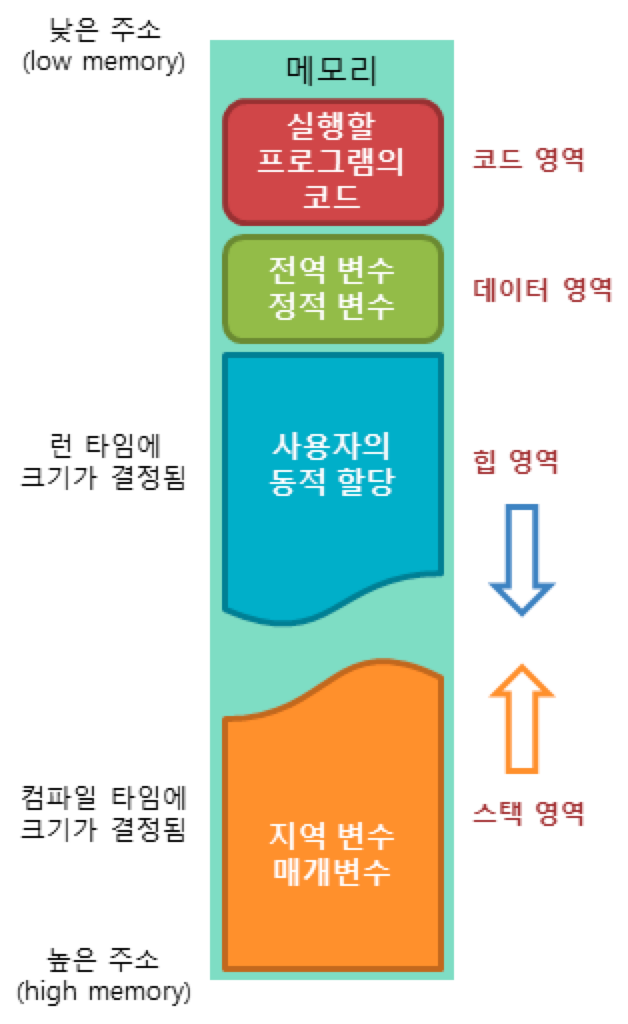 낮은 주소
(low memory)
메모리
실행할
프로그램의
코드
코드 영역
전역 변수
정적 변수
데이터 영역
런 타임에
크기가 결정됨
사용자의
동적 할당
힙 영역
컴파일 타임에
크기가 결정됨
지역 변수
매개변수
스택 영역
높은 주소
(high memory)